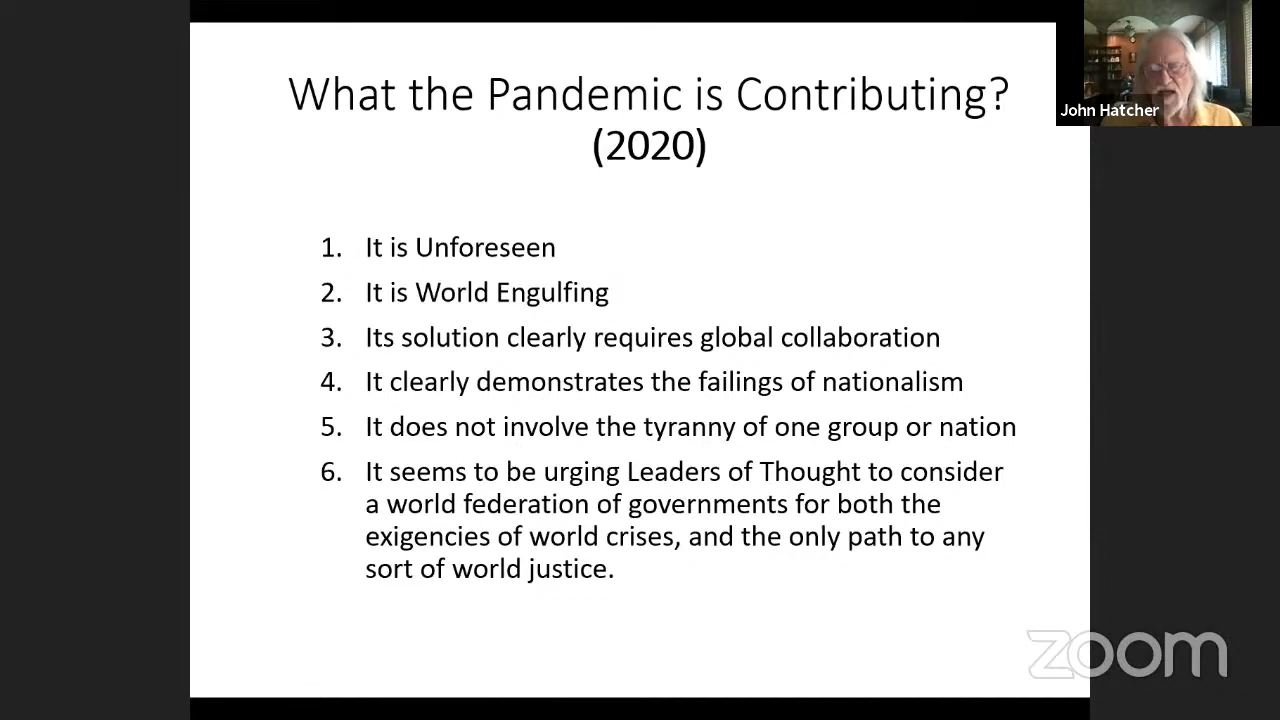 What the Pandemic is Contributing?
(2020)
John Hatcher
1. It is Unforeseen
2. It is World Engulfing
3. Its solution clearly requires global collaboration
4. It clearly demonstrates the failings of nationalism
5. It does not involve the tyranny of one group or nation
6. It seems to be urging Leaders of Thought to consider
a world federation of governments for both the
exigencies of world crises, and the only path to any
sort of world justice.
zoom